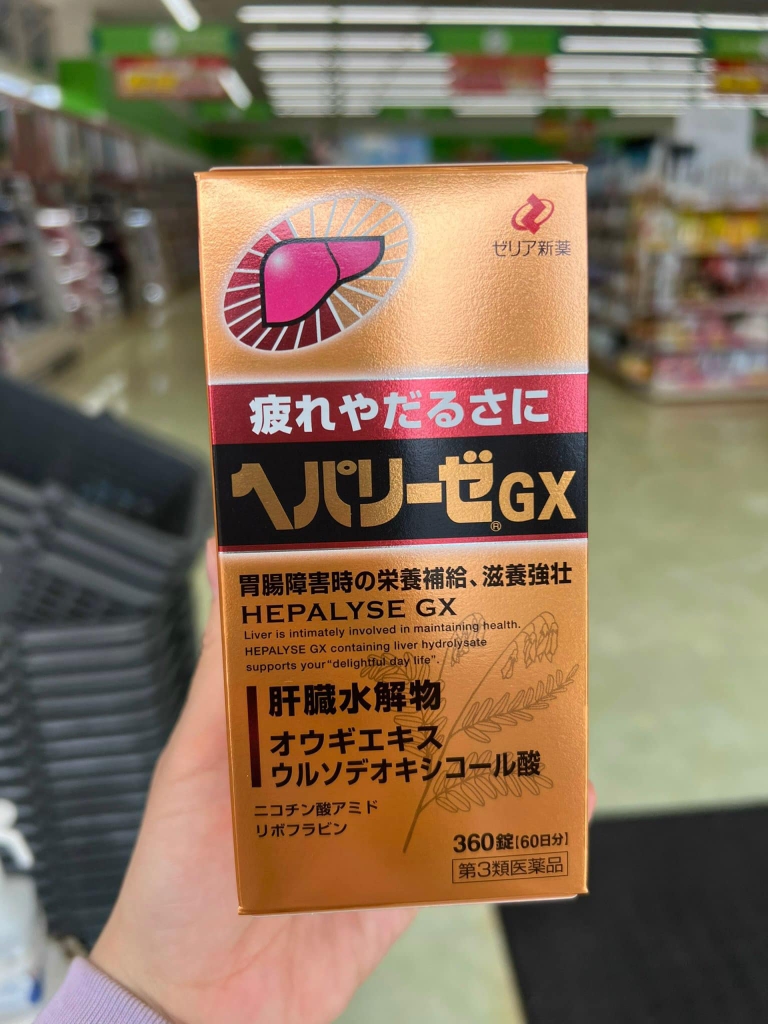 ゼリア新薬
疲れやだるさに
ヘパリーゼ®GX
胃腸障害時の栄養補給、滋養強壮
HEPALYSE GX
Liver is intimately involved in maintaining health.
HEPALYSE GX containing liver hydrolysate
supports your "delightful day life".
肝臓水解物
オウギエキス
ウルソデオキシコール酸
ニコチン酸アミド
リボフラビン
360錠【60日分】
第3類医薬品